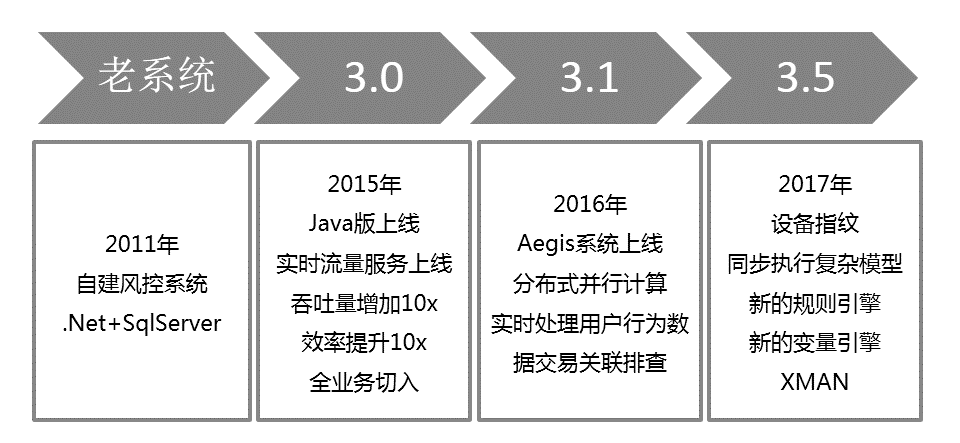 老系统
3.0
3.1
3.5
2011年
自建风控系统
.Net+SqlServer
2015年
Java版上线
实时流量服务上线
吞吐量增加10x
效率提升10x
全业务切入
2016年
Aegis系统上线
分布式并行计算
实时处理用户行为数
据交易关联排查
2017年
设备指纹
同步执行复杂模型
新的规则引擎
新的变量引擎
XMAN